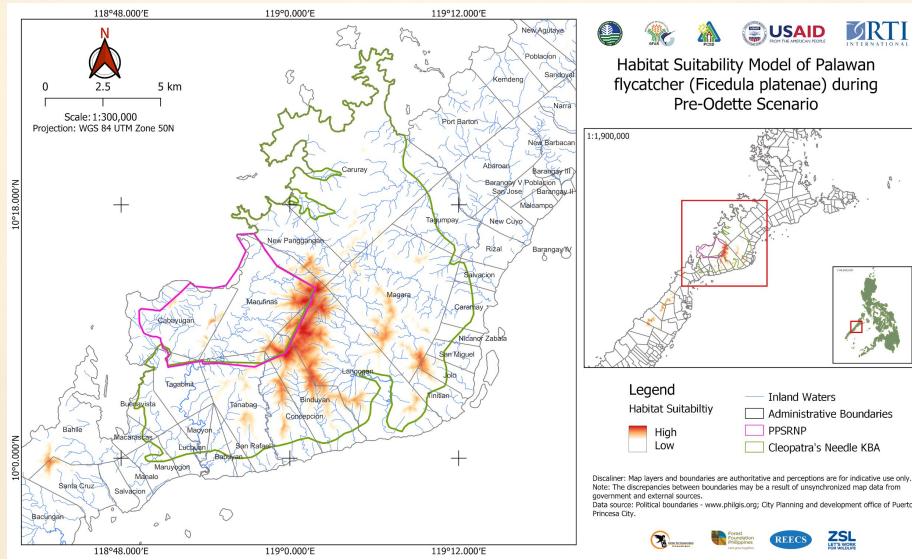 118°48.000'E
119°0.000'E
119°12.000'E
N
0 2.5 5 km
Scale: 1:300,000
Projection: WGS 84 UTM Zone 50N
10°18.000'N
10°0.000'N
New Agutaya
Poblacion
Sandoval
Kemdeng
Narra
Port Barton
New Barbacan
Abaroan
Barangay III
Caruray
Barangay V Poblacion
San Jose
Barangay II
Maloampo
Tagumpay
New Cuyo
New Panggangan
Rizal
Barangay IV
Salvacion
Marufinas
Magara
Caramay
Cabayugan
Nicanor Zabala
San Miguel
Langogan
Jolo
Tagabinit
Tinitian
Binduyan
Buenavista
Tanabag
Concepcion
Bahile
Macarascas
Maoyon
Lucbuan
San Rafael
Babuyan
Maruyogon
Manalo
Santa Cruz
Salvacion
Bacungan
118°48.000'E
119°0.000'E
119°12.000'E
USAID
FROM THE AMERICAN PEOPLE
RTI
INTERNATIONAL
Habitat Suitability Model of Palawan
flycatcher (Ficedula platenae) during
Pre-Odette Scenario
1:1,900,000
Legend
Habitat Suitabiltiy
High
Low
Inland Waters
Administrative Boundaries
PPSRNP
Cleopatra's Needle KBA
Discaliner: Map layers and boundaries are authoritative and perceptions are for indicative use only.
Note: The discrepancies between boundaries may be a result of unsynchronized map data from
government and external sources.
Data source: Political boundaries - www.philgis.org; City Planning and development office of Puerto
Princesa City.
Forest
Foundation
Philippines
REECS
ZSL
LET'S WORK
FOR WILDLIFE